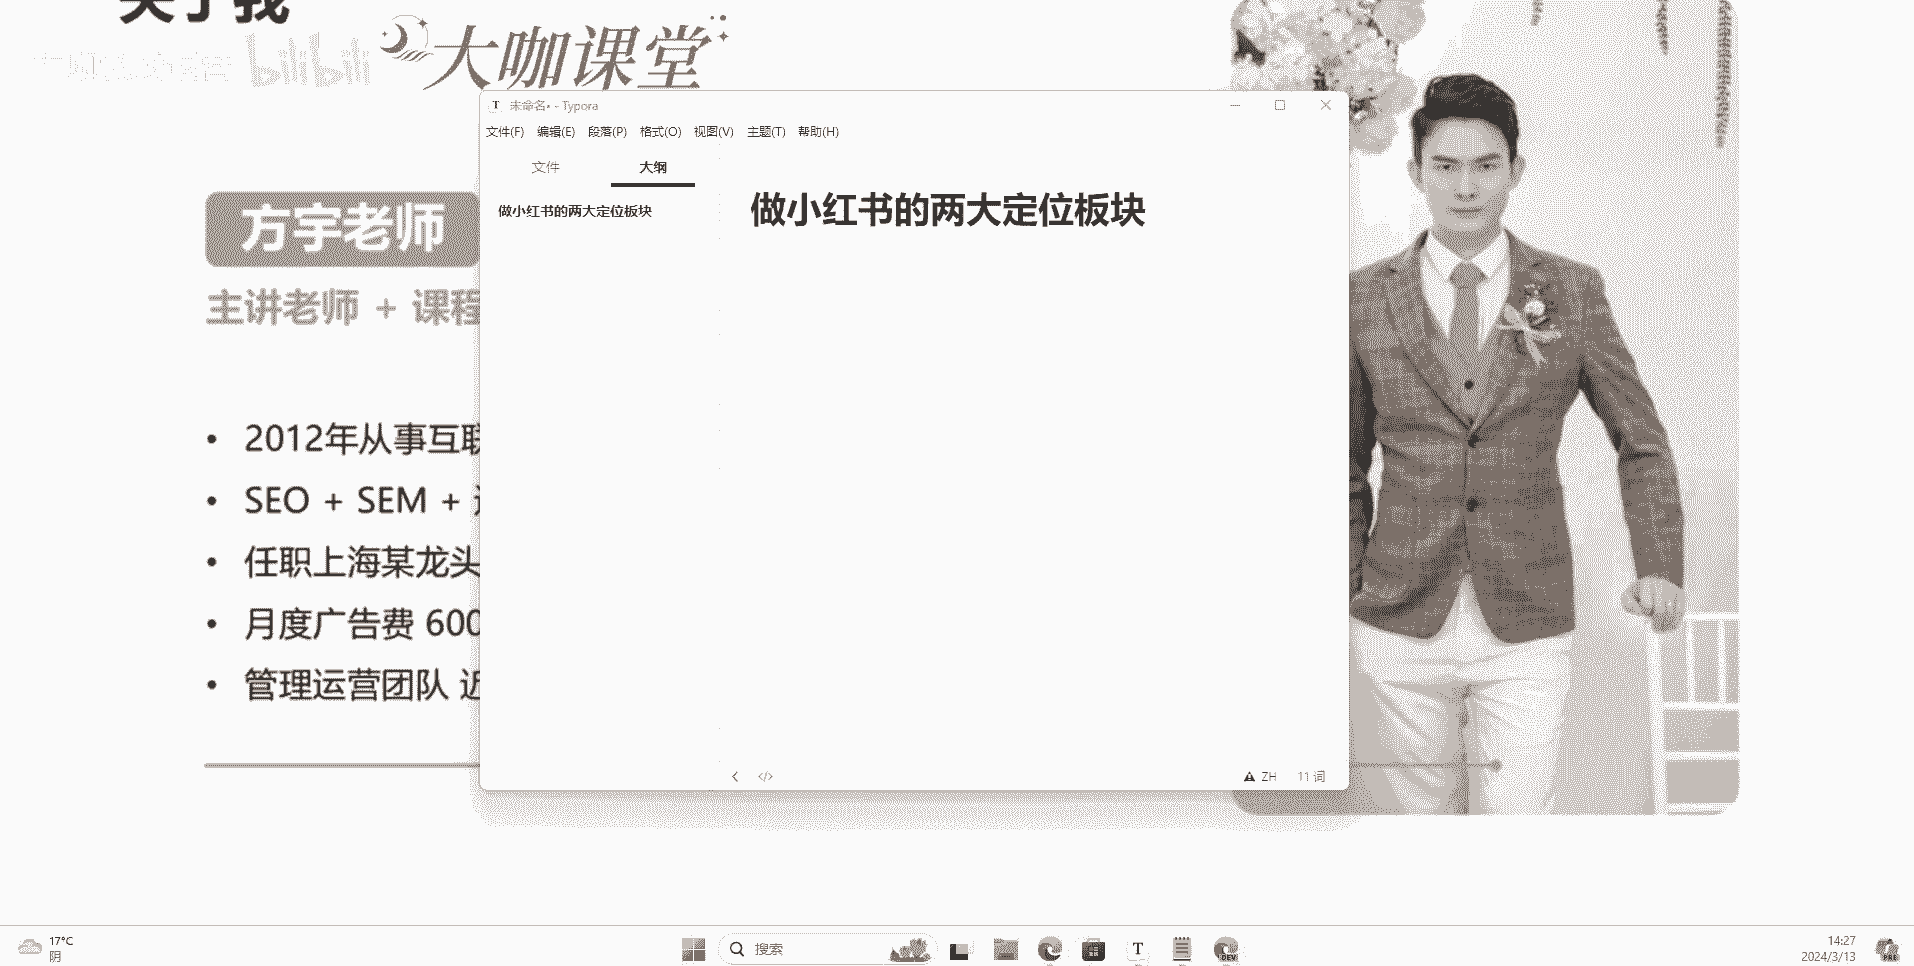 关于我
bilibili
大咖课堂
方宇老师
主讲老师 + 课程
2012年从事互联
SEO + SEM +
任职上海某龙头
月度广告费 600
管理运营团队 近
未命名• - Typora
文件(F) 编辑(E) 段落(P) 格式(O) 视图(V) 主题(T) 帮助(H)
文件 大纲
做小红书的两大定位板块
做小红书的两大定位板块
ZH 11 词
17°C
阴
搜索
T
DEV
14:27
2024/3/13
PRE